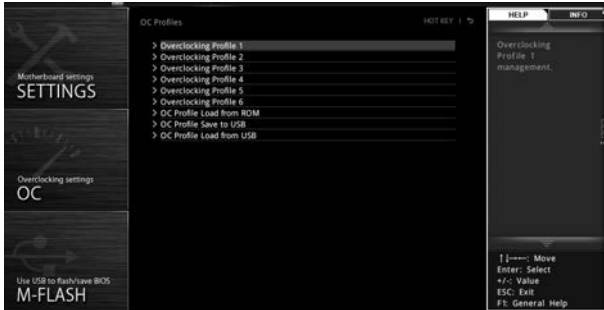 OC Profiles
HOT KEY |
HELP
INFO
> Overclocking Profile 1
> Overclocking Profile 2
> Overclocking Profile 3
> Overclocking Profile 4
> Overclocking Profile 5
> Overclocking Profile 6
> OC Profile Load from ROM
> OC Profile Save to USB
> OC Profile Load from USB
Motherboard settings
SETTINGS
Overclocking settings
OC
Use USB to flash/save BIOS
M-FLASH
Overclocking
Profile 1
management.
↑↓→←: Move
Enter: Select
+/-: Value
ESC: Exit
F1: General Help